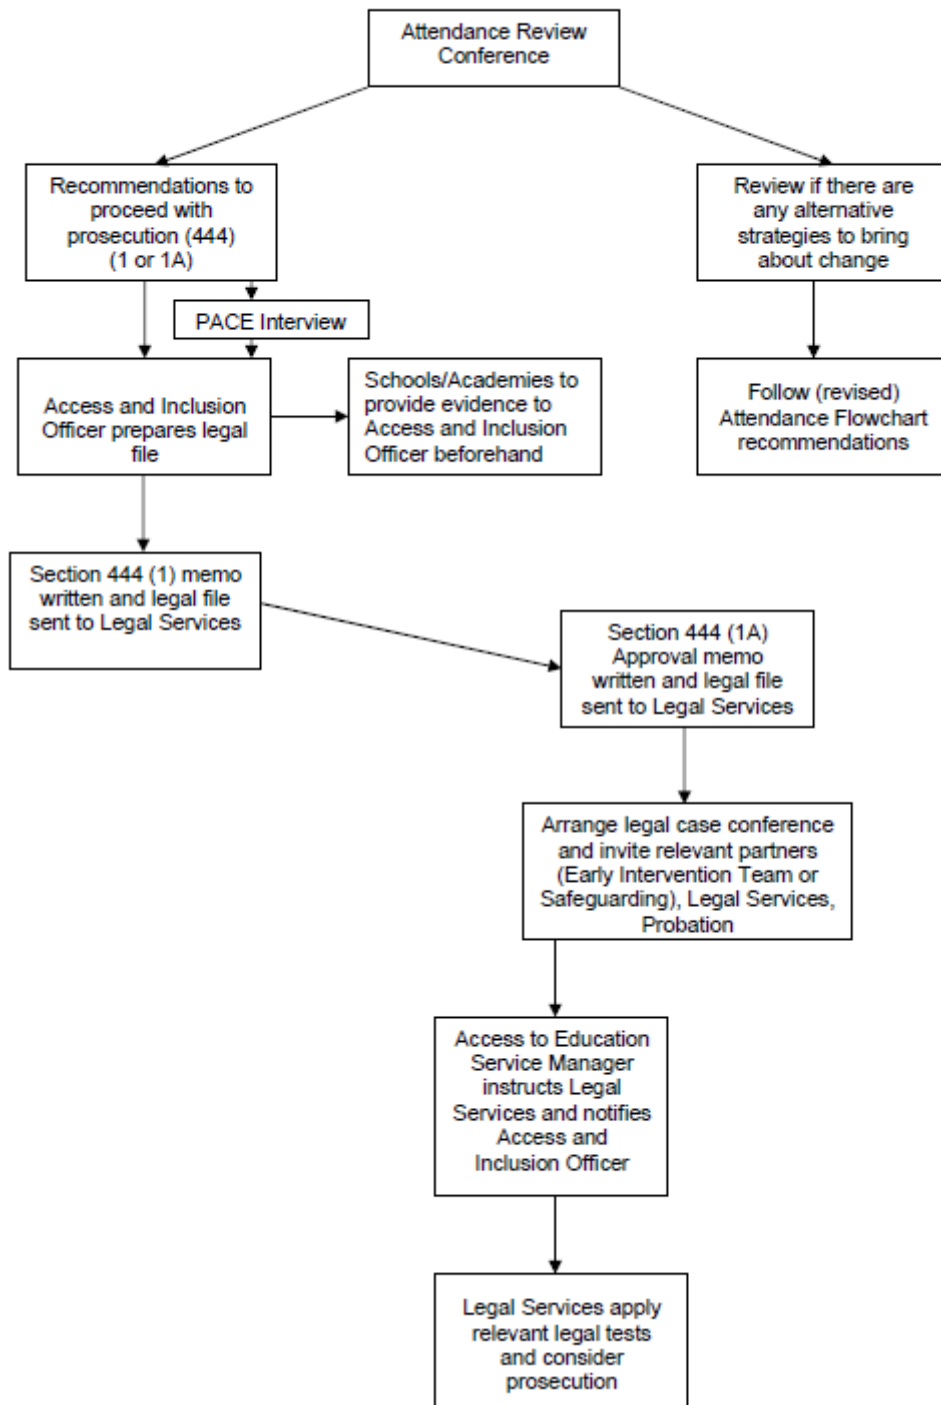 Attendance Review
Conference
Recommendations to
proceed with
prosecution (444)
(1 or 1A)
Review if there are
any alternative
strategies to bring
about change
PACE Interview
Access and Inclusion
Officer prepares legal
file
Schools/Academies to
provide evidence to
Access and Inclusion
Officer beforehand
Follow (revised)
Attendance Flowchart
recommendations
Section 444 (1) memo
written and legal file
sent to Legal Services
Section 444 (1A)
Approval memo
written and legal file
sent to Legal Services
Arrange legal case conference
and invite relevant partners
(Early Intervention Team or
Safeguarding), Legal Services,
Probation
Access to Education
Service Manager
instructs Legal
Services and notifies
Access and
Inclusion Officer
Legal Services apply
relevant legal tests
and consider
prosecution